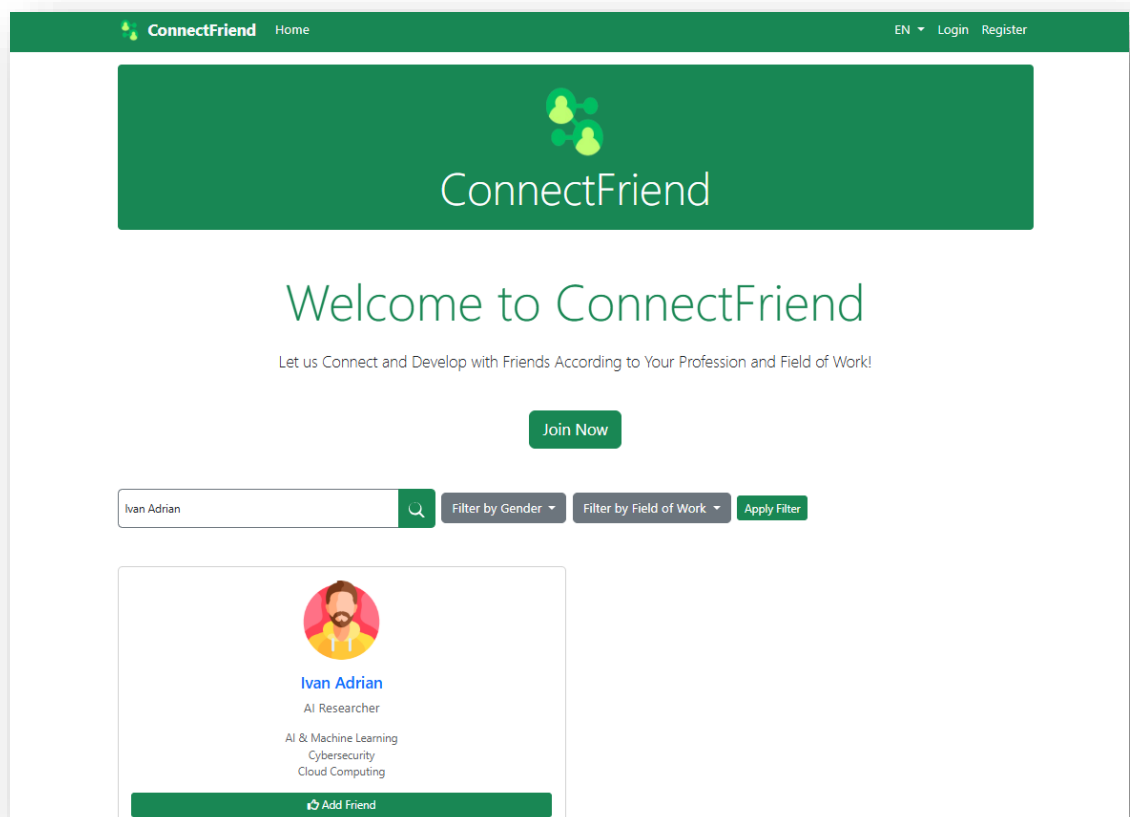 ConnectFriend Home EN Login Register
ConnectFriend
Welcome to ConnectFriend
Let us Connect and Develop with Friends According to Your Profession and Field of Work!
Join Now
Ivan Adrian Filter by Gender Filter by Field of Work Apply Filter
Ivan Adrian
AI Researcher
AI & Machine Learning
Cybersecurity
Cloud Computing
Add Friend